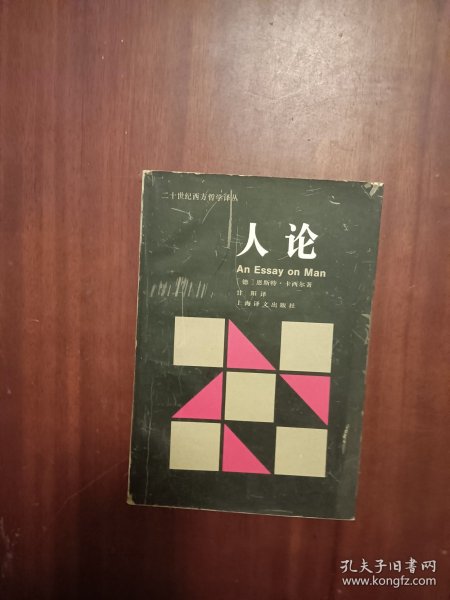 二十世纪西方哲学译丛
人论
An Essay on Man
〔德〕恩斯特·卡西尔著
甘阳译
上海译文出版社
孔夫子旧书网
www.kongfz.com